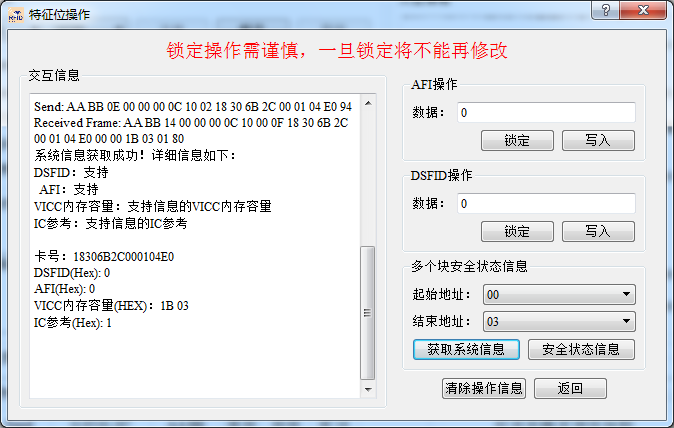 RFID 特征位操作
锁定操作需谨慎，一旦锁定将不能再修改
交互信息
Send: AA BB 0E 00 00 00 0C 10 02 18 30 6B 2C 00 01 04 E0 94
Received Frame: AA BB 14 00 00 00 0C 10 00 0F 18 30 6B 2C
00 01 04 E0 00 00 1B 03 01 80
系统信息获取成功！详细信息如下：
DSFID：支持
AFI：支持
VICC内存容量：支持信息的VICC内存容量
IC参考：支持信息的IC参考
卡号：18306B2C000104E0
DSFID(Hex): 0
AFI(Hex): 0
VICC内存容量(HEX)：1B 03
IC参考(Hex): 1
AFI操作
数据： 0
锁定 写入
DSFID操作
数据： 0
锁定 写入
多个块安全状态信息
起始地址： 00
结束地址： 03
获取系统信息 安全状态信息
清除操作信息 返回